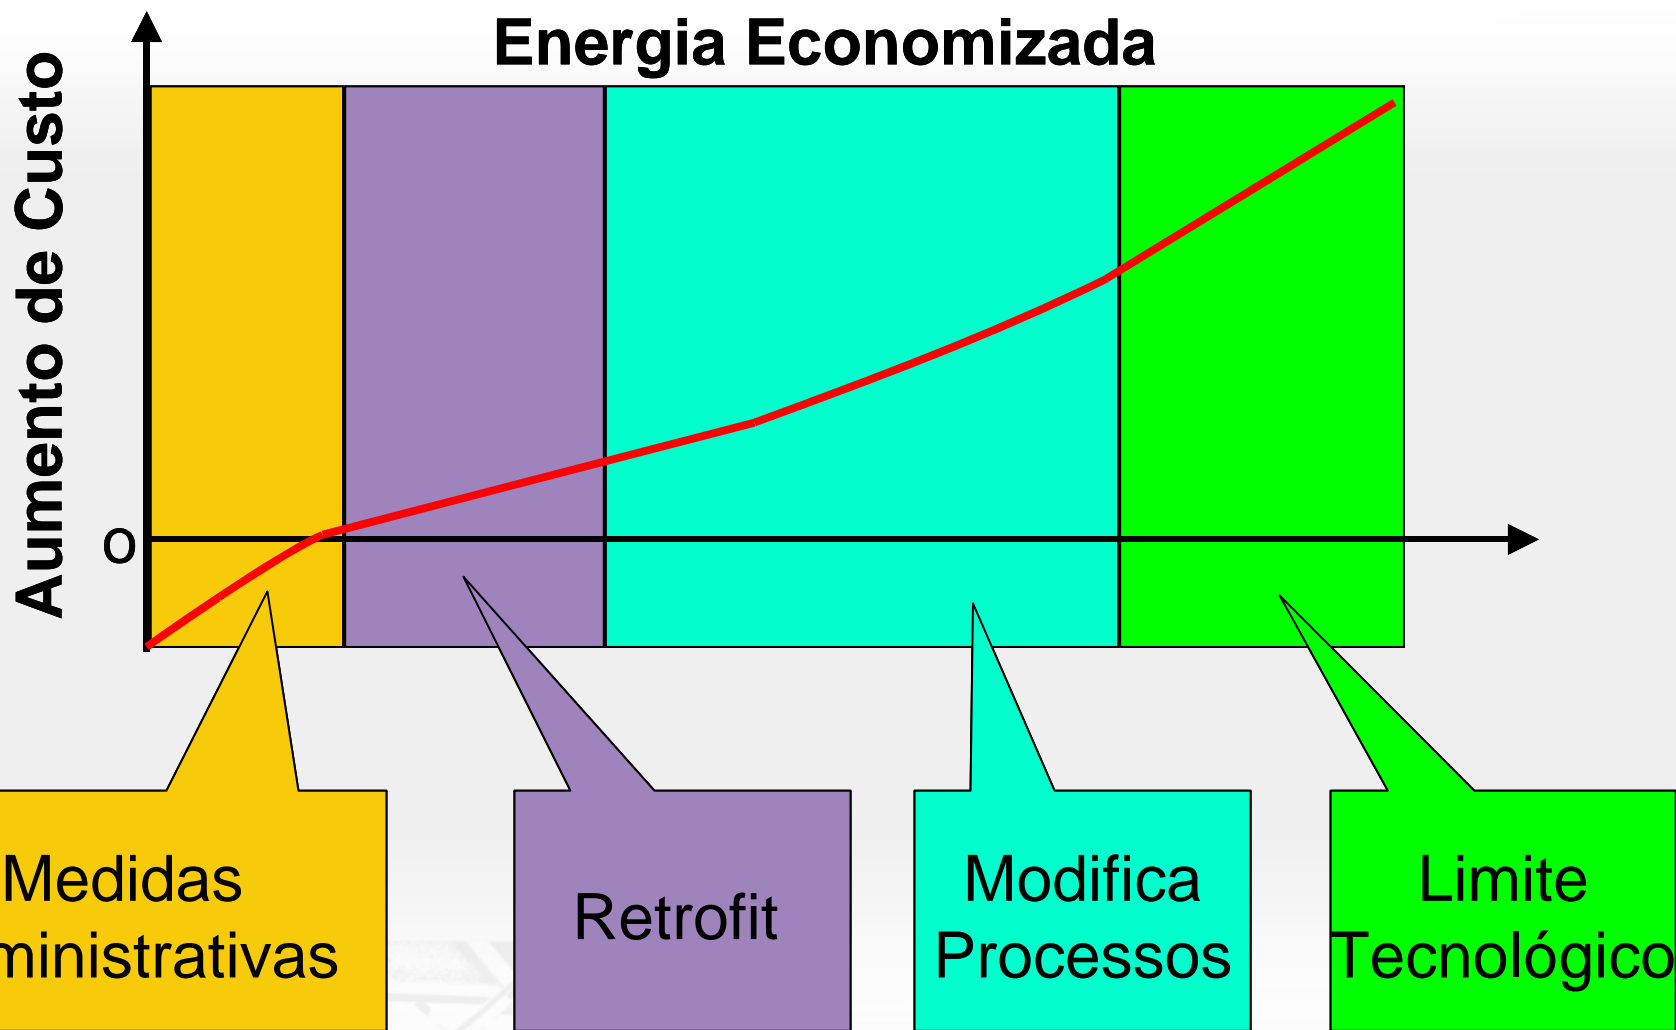 Energia Economizada
Aumento de Custo
0
Medidas
ministrativas
Retrofit
Modifica
Processos
Limite
Tecnológico